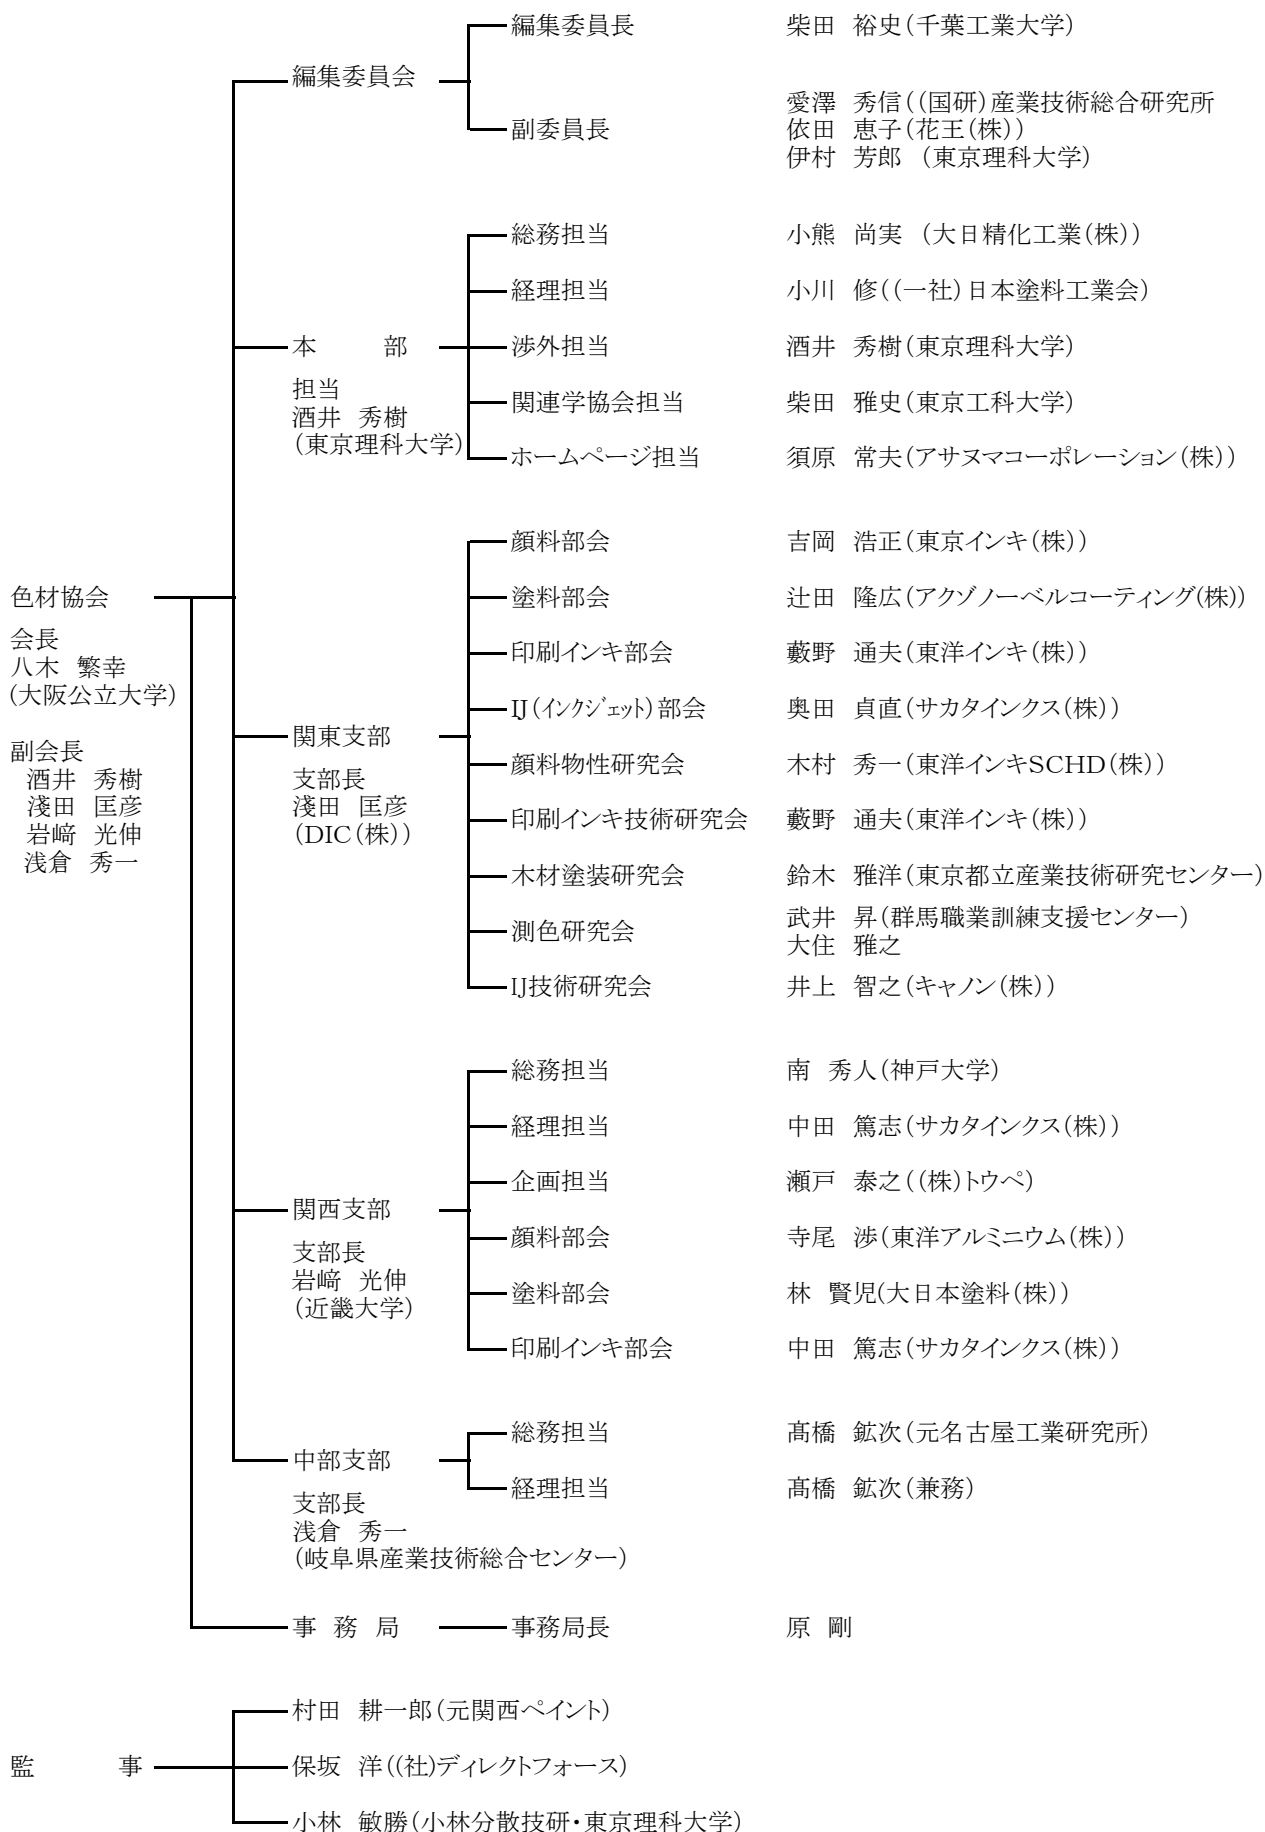 編集委員長 柴田 裕史(千葉工業大学)
編集委員会
副委員長
愛澤 秀信((国研)産業技術総合研究所
依田 恵子(花王(株))
伊村 芳郎 (東京理科大学)
総務担当 小熊 尚実 (大日精化工業(株))
経理担当 小川 修((一社)日本塗料工業会)
本 部
担当
酒井 秀樹
(東京理科大学)
渉外担当 酒井 秀樹(東京理科大学)
関連学協会担当 柴田 雅史(東京工科大学)
ホームページ担当 須原 常夫(アサヌマコーポレーション(株))
色材協会
会長
八木 繁幸
(大阪公立大学)
副会長
酒井 秀樹
淺田 匡彦
岩﨑 光伸
浅倉 秀一
関東支部
支部長
淺田 匡彦
(DIC(株))
顔料部会 吉岡 浩正(東京インキ(株))
塗料部会 辻田 隆広(アクゾノーベルコーティング(株))
印刷インキ部会 藪野 通夫(東洋インキ(株))
IJ(インクジェット)部会 奥田 貞直(サカタインクス(株))
顔料物性研究会 木村 秀一(東洋インキSCHD(株))
印刷インキ技術研究会 藪野 通夫(東洋インキ(株))
木材塗装研究会 鈴木 雅洋(東京都立産業技術研究センター)
測色研究会 武井 昇(群馬職業訓練支援センター)
大住 雅之
IJ技術研究会 井上 智之(キャノン(株))
関西支部
支部長
岩﨑 光伸
(近畿大学)
総務担当 南 秀人(神戸大学)
経理担当 中田 篤志(サカタインクス(株))
企画担当 瀬戸 泰之((株)トウペ)
顔料部会 寺尾 渉(東洋アルミニウム(株))
塗料部会 林 賢児(大日本塗料(株))
印刷インキ部会 中田 篤志(サカタインクス(株))
中部支部
支部長
浅倉 秀一
(岐阜県産業技術総合センター)
総務担当 髙橋 鉱次(元名古屋工業研究所)
経理担当 髙橋 鉱次(兼務)
事 務 局 事務局長 原 剛
監 事
村田 耕一郎(元関西ペイント)
保坂 洋((社)ディレクトフォース)
小林 敏勝(小林分散技研・東京理科大学)